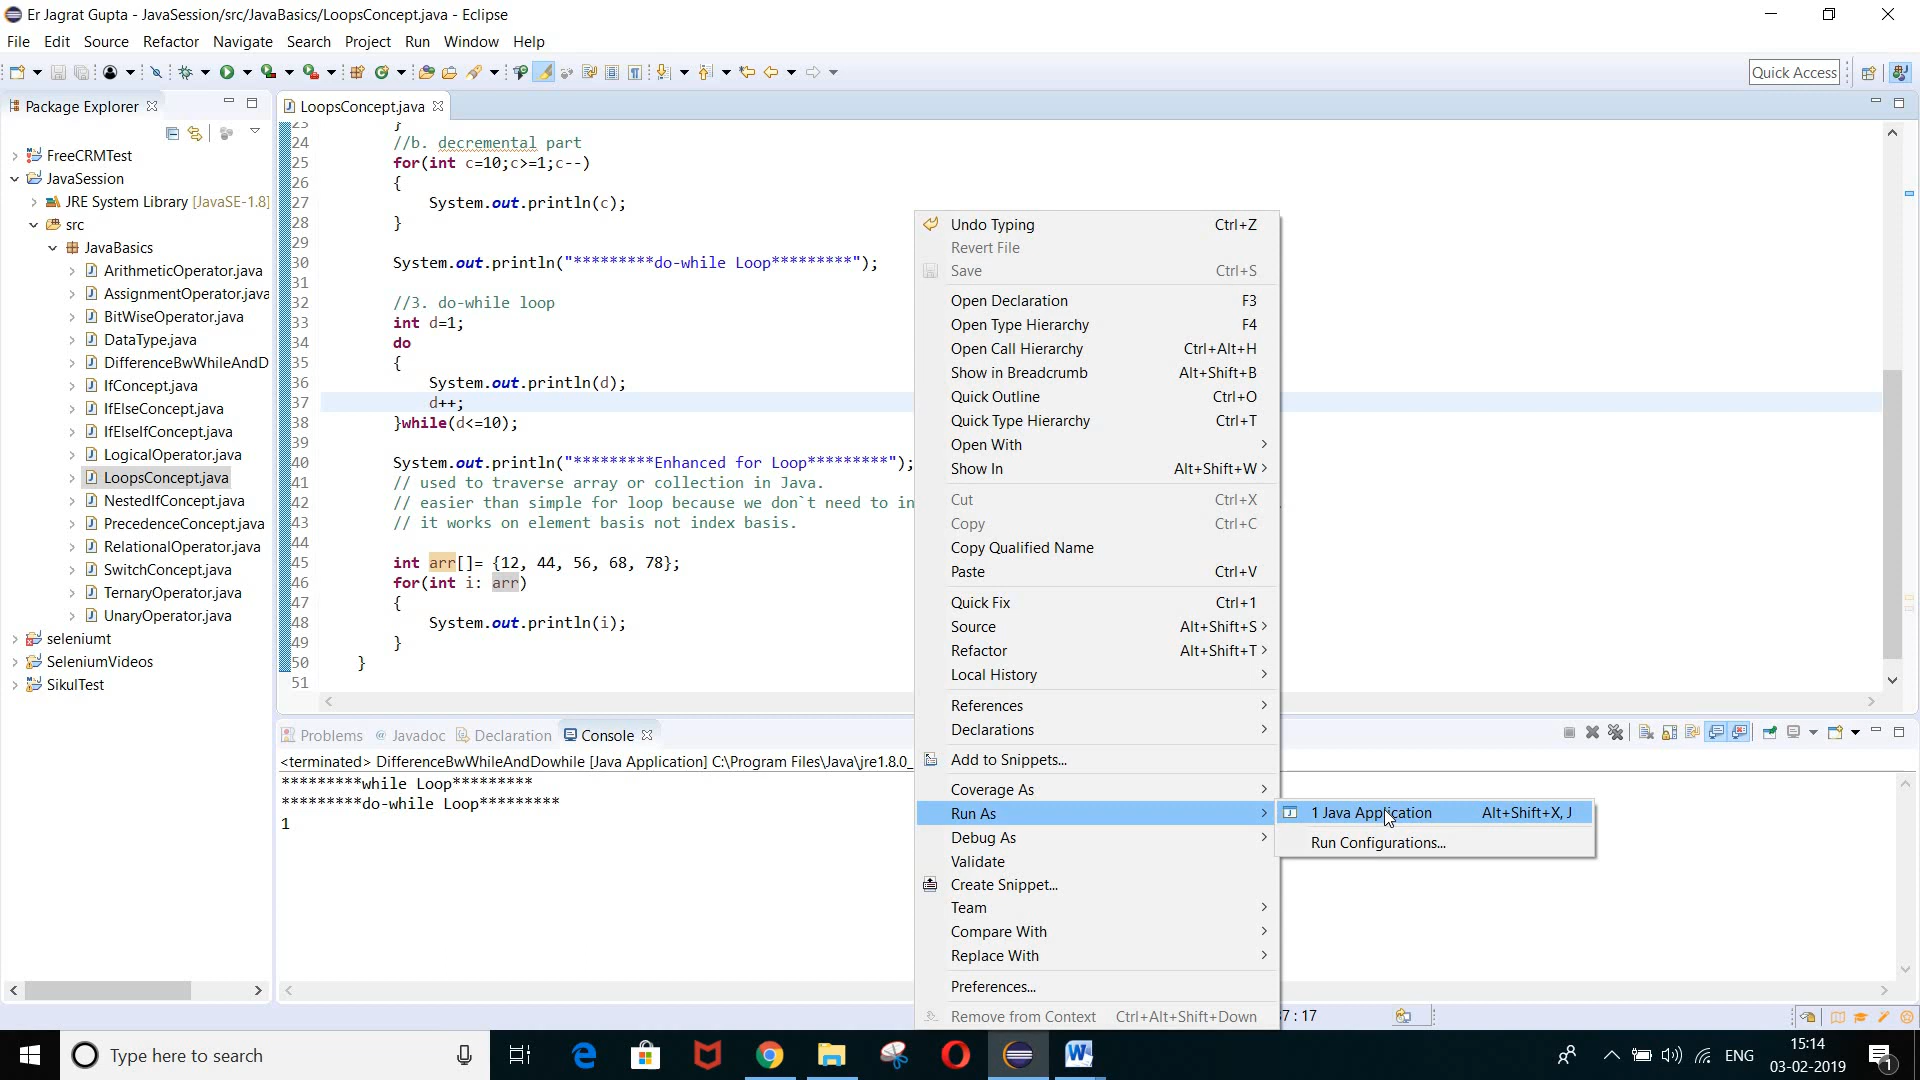 Er Jagrat Gupta - JavaSession/src/JavaBasics/LoopsConcept.java - Eclipse
File Edit Source Refactor Navigate Search Project Run Window Help
Quick Access
Package Explorer
FreeCRMTest
JavaSession
JRE System Library [JavaSE-1.8]
src
JavaBasics
ArithmeticOperator.java
AssignmentOperator.java
BitWiseOperator.java
DataType.java
DifferenceBwWhileAndD
IfConcept.java
IfElseConcept.java
IfElseIfConcept.java
LogicalOperator.java
LoopsConcept.java
NestedIfConcept.java
PrecedenceConcept.java
RelationalOperator.java
SwitchConcept.java
TernaryOperator.java
UnaryOperator.java
seleniumt
SeleniumVideos
SikulTest
LoopsConcept.java
23 }
24 //b. decremental part
25 for(int c=10;c>=1;c--)
26 {
27 System.out.println(c);
28 }
29
30 System.out.println("*********do-while Loop*********");
31
32 //3. do-while loop
33 int d=1;
34 do
35 {
36 System.out.println(d);
37 d++;
38 }while(d<=10);
39
40 System.out.println("*********Enhanced for Loop*********");
41 // used to traverse array or collection in Java.
42 // easier than simple for loop because we don`t need to in
43 // it works on element basis not index basis.
44
45 int arr[]= {12, 44, 56, 68, 78};
46 for(int i: arr)
47 {
48 System.out.println(i);
49 }
50 }
51
Undo Typing Ctrl+Z
Revert File
Save Ctrl+S
Open Declaration F3
Open Type Hierarchy F4
Open Call Hierarchy Ctrl+Alt+H
Show in Breadcrumb Alt+Shift+B
Quick Outline Ctrl+O
Quick Type Hierarchy Ctrl+T
Open With
Show In Alt+Shift+W
Cut Ctrl+X
Copy Ctrl+C
Copy Qualified Name
Paste Ctrl+V
Quick Fix Ctrl+1
Source Alt+Shift+S
Refactor Alt+Shift+T
Local History
References
Declarations
Add to Snippets...
Coverage As
Run As
Debug As
Validate
Create Snippet...
Team
Compare With
Replace With
Preferences...
Remove from Context Ctrl+Alt+Shift+Down
1 Java Application Alt+Shift+X, J
Run Configurations...
Problems @ Javadoc Declaration Console
<terminated> DifferenceBwWhileAndDowhile [Java Application] C:\Program Files\Java\jre1.8.0_
*********while Loop*********
*********do-while Loop*********
1
7 : 17
Type here to search
ENG
15:14
03-02-2019
1